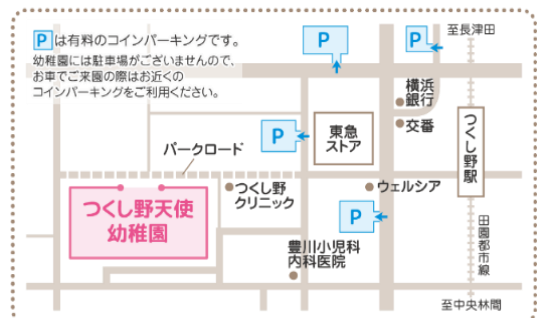 Pは有料のコインパーキングです。
幼稚園には駐車場がございませんので、
お車でご来園の際はお近くの
コインパーキングをご利用ください。
P
P
至長津田
横浜
銀行
交番
P
東急
ストア
つくし野駅
パークロード
つくし野
クリニック
ウェルシア
つくし野天使
幼稚園
P
豊川小児科
内科医院
田園都市線
至中央林間